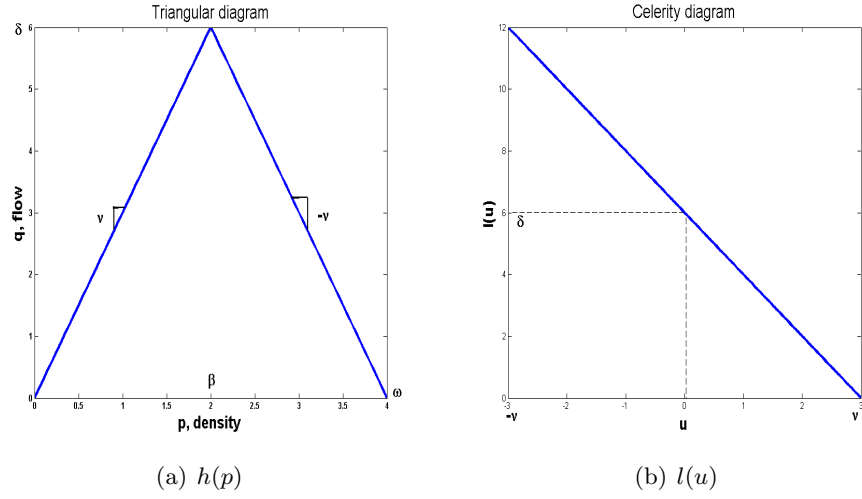 Triangular diagram
δ
6
5
4
3
2
1
0
q, flow
ν
-ν
β
ω
0
0.5
1
1.5
2
2.5
3
3.5
4
p, density
(a) h(p)
Celerity diagram
12
10
8
6
4
2
0
l(u)
δ
-3
-2
-1
0
1
2
3
-ν
ν
u
(b) l(u)